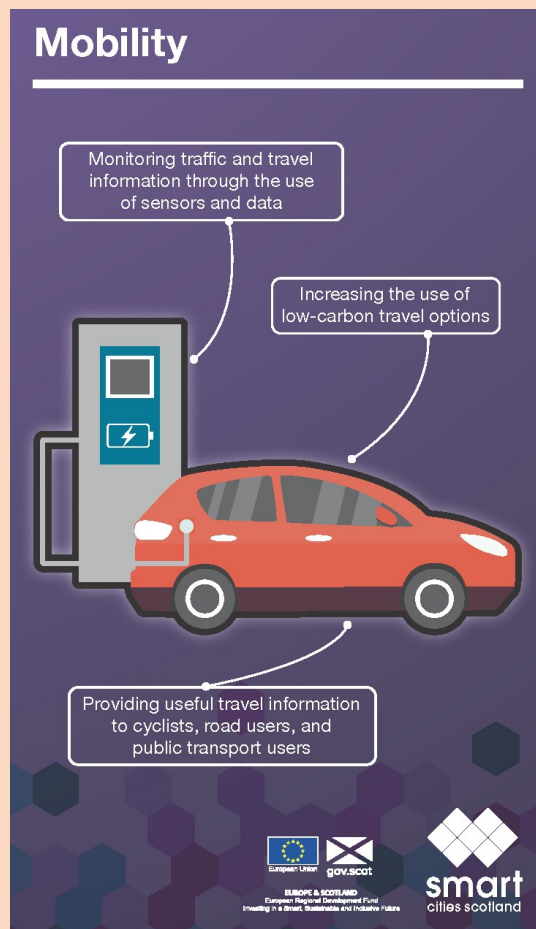 Mobility
Monitoring traffic and travel
information through the use
of sensors and data
Increasing the use of
low-carbon travel options
Providing useful travel information
to cyclists, road users, and
public transport users
European Union
gov.scot
EUROPE & SCOTLAND
European Regional Development Fund
Investing in a Smart, Sustainable and Inclusive Future
smart
cities scotland